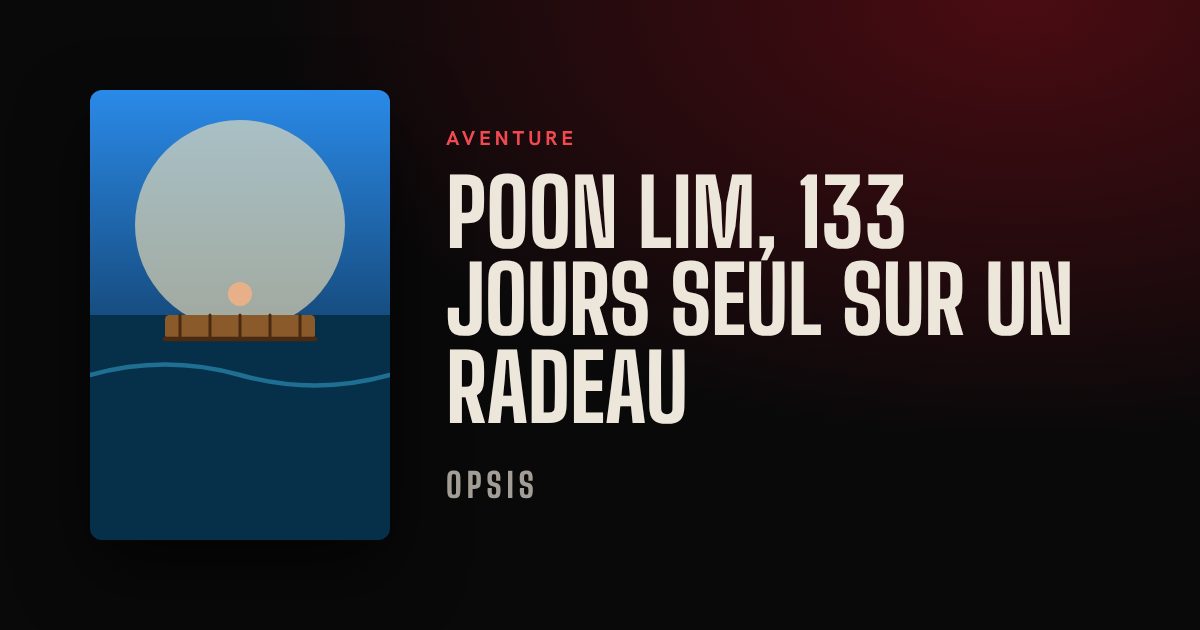 AVENTURE
POON LIM, 133
JOURS SEUL SUR UN
RADEAU
OPSIS